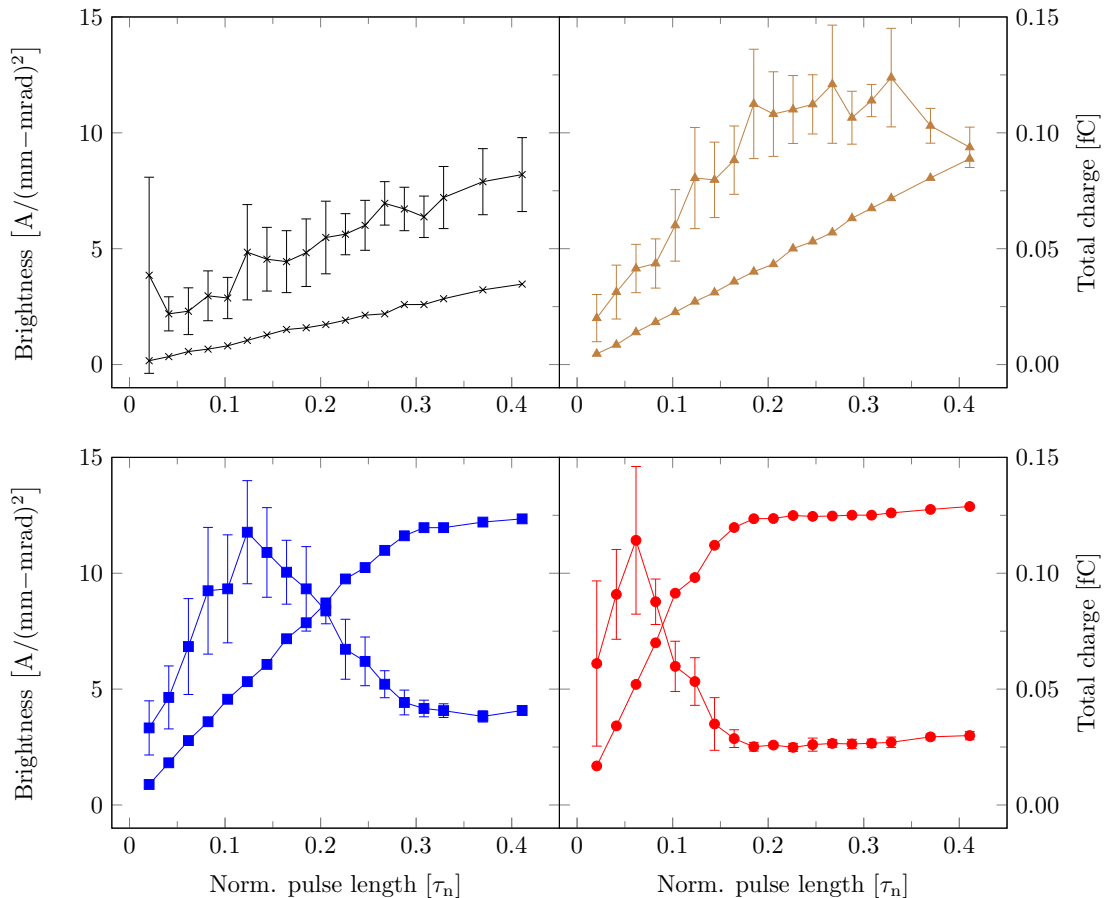 15
10
5
0
Brightness [A/(mm−mrad)²]
0 0.1 0.2 0.3 0.4
0.15
0.10
0.05
0.00
Total charge [fC]
0 0.1 0.2 0.3 0.4
15
10
5
0
Brightness [A/(mm−mrad)²]
0 0.1 0.2 0.3 0.4
Norm. pulse length [τₙ]
0.15
0.10
0.05
0.00
Total charge [fC]
0 0.1 0.2 0.3 0.4
Norm. pulse length [τₙ]